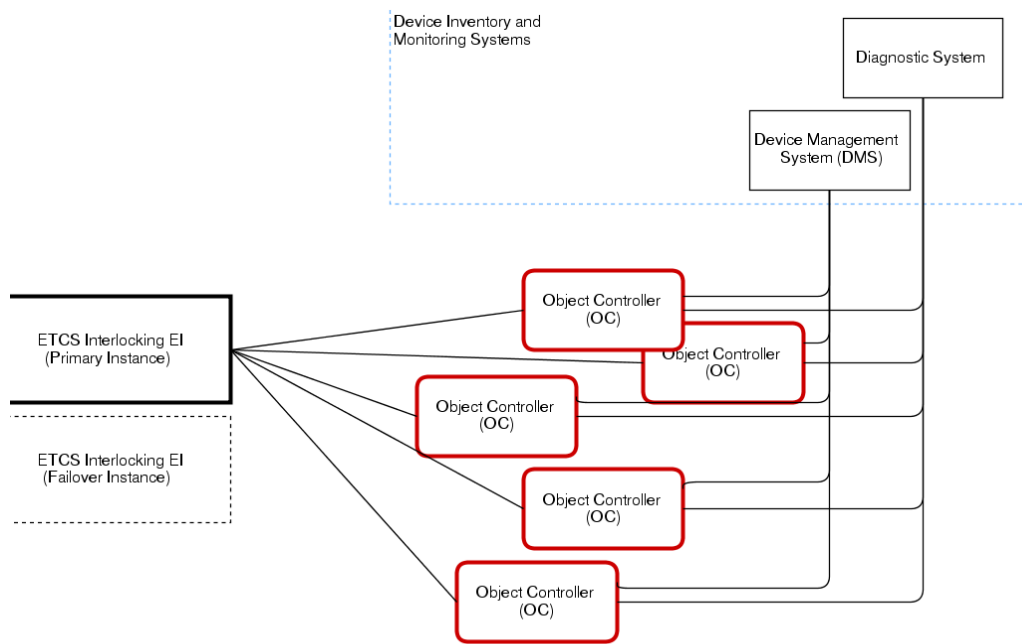 Device Inventory and
Monitoring Systems
Diagnostic System
Device Management
System (DMS)
Object Controller
(OC)
ETCS Interlocking EI
(Primary Instance)
Object Controller
(OC)
Object Controller
(OC)
ETCS Interlocking EI
(Failover Instance)
Object Controller
(OC)
Object Controller
(OC)